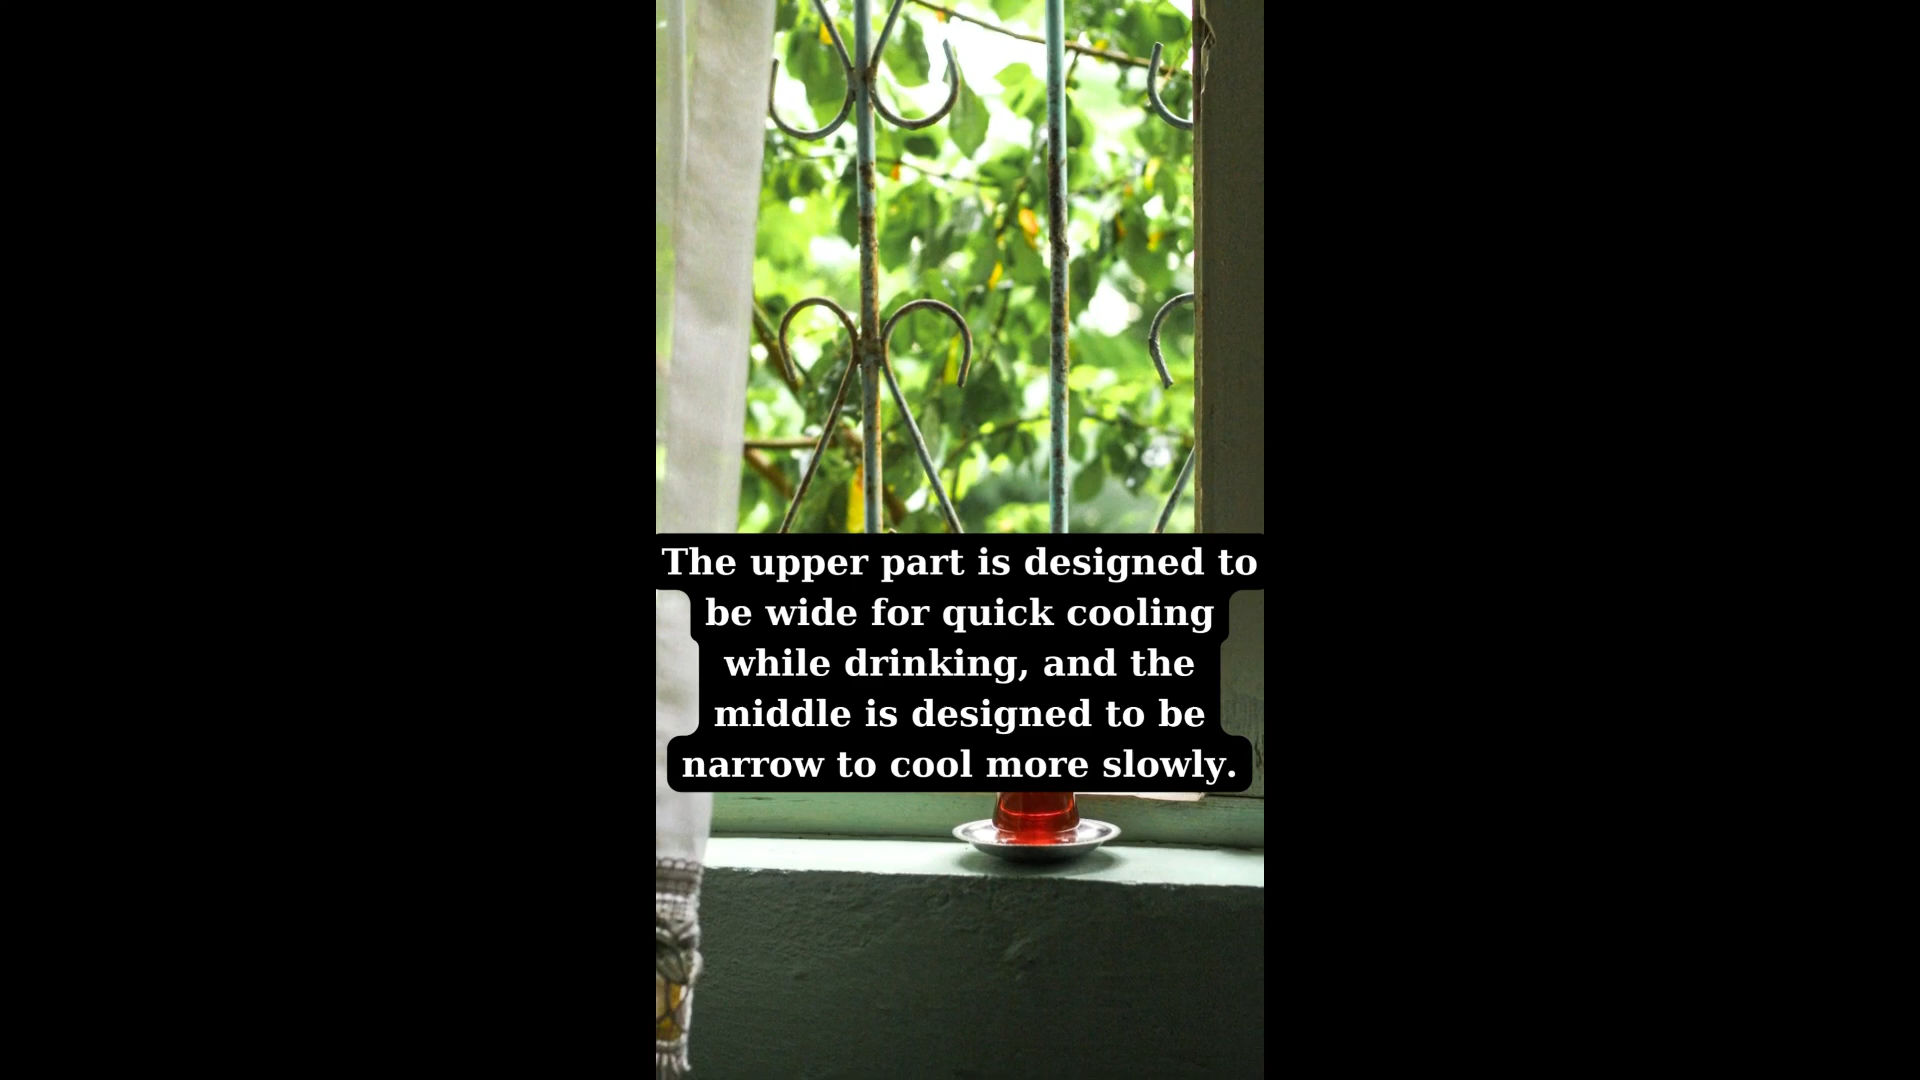 The upper part is designed to
be wide for quick cooling
while drinking, and the
middle is designed to be
narrow to cool more slowly.